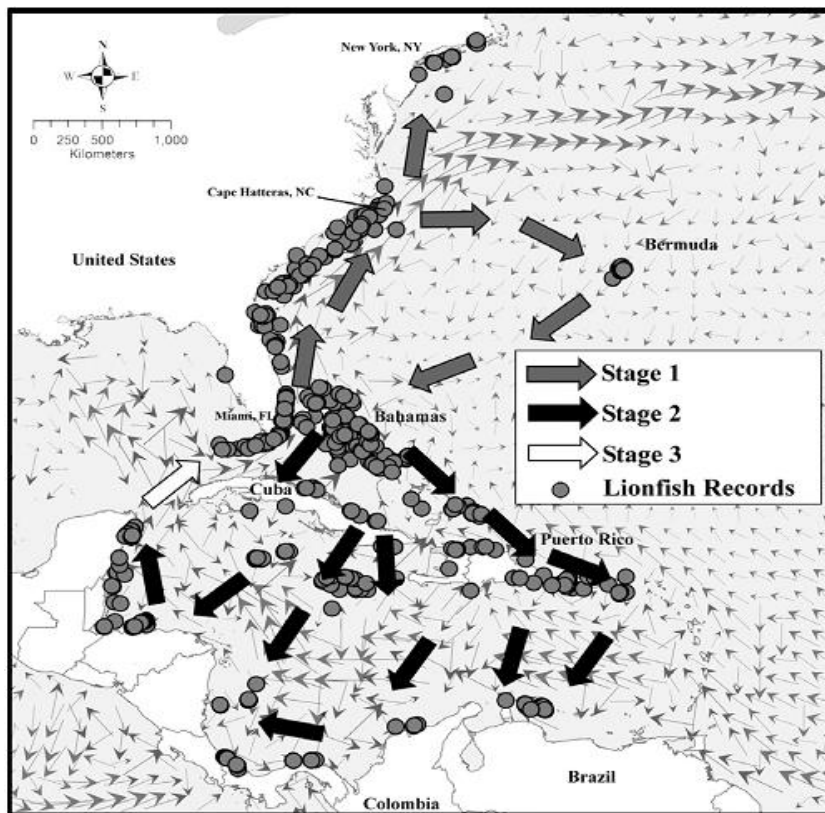 New York, NY
N
W E
S
0 250 500 1,000
Kilometers
Cape Hatteras, NC
United States
Bermuda
Stage 1
Stage 2
Stage 3
Lionfish Records
Miami, FL
Bahamas
Cuba
Puerto Rico
Brazil
Colombia